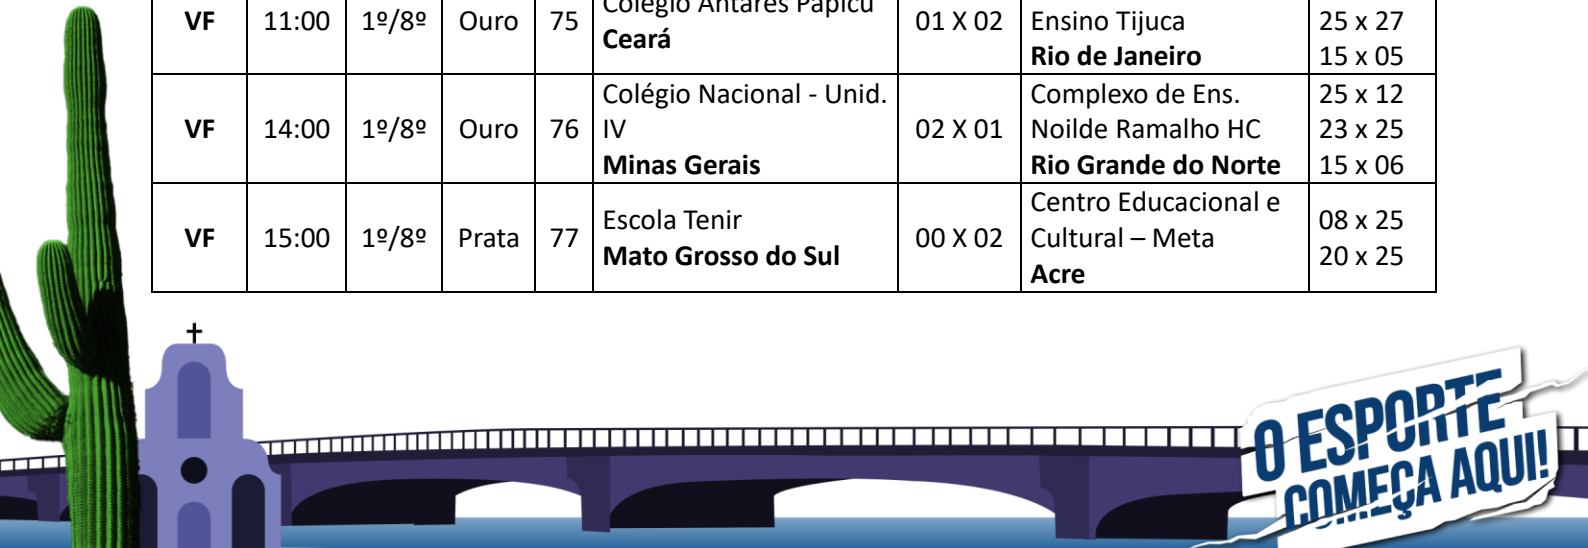 VF 11:00 1º/8º Ouro 75 Colégio Antares Papicu 01 X 02 Ensino Tijuca 25 x 27
Ceará Rio de Janeiro 15 x 05
Colégio Nacional - Unid. Complexo de Ens. 25 x 12
VF 14:00 1º/8º Ouro 76 IV 02 X 01 Noilde Ramalho HC 23 x 25
Minas Gerais Rio Grande do Norte 15 x 06
Centro Educacional e
VF 15:00 1º/8º Prata 77 Escola Tenir 00 X 02 Cultural – Meta 08 x 25
Mato Grosso do Sul Acre 20 x 25
O ESPORTE
COMEÇA AQUI!